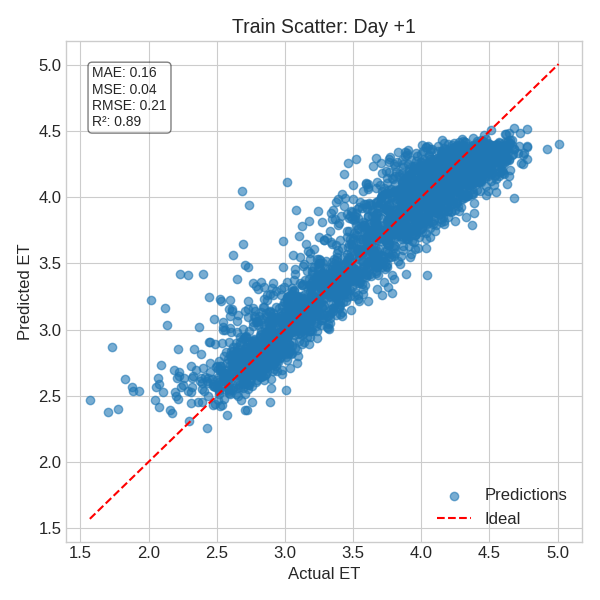 Train Scatter: Day +1
MAE: 0.16
MSE: 0.04
RMSE: 0.21
R²: 0.89
5.0
4.5
4.0
3.5
3.0
2.5
2.0
1.5
Predicted ET
Predictions
Ideal
1.5 2.0 2.5 3.0 3.5 4.0 4.5 5.0
Actual ET